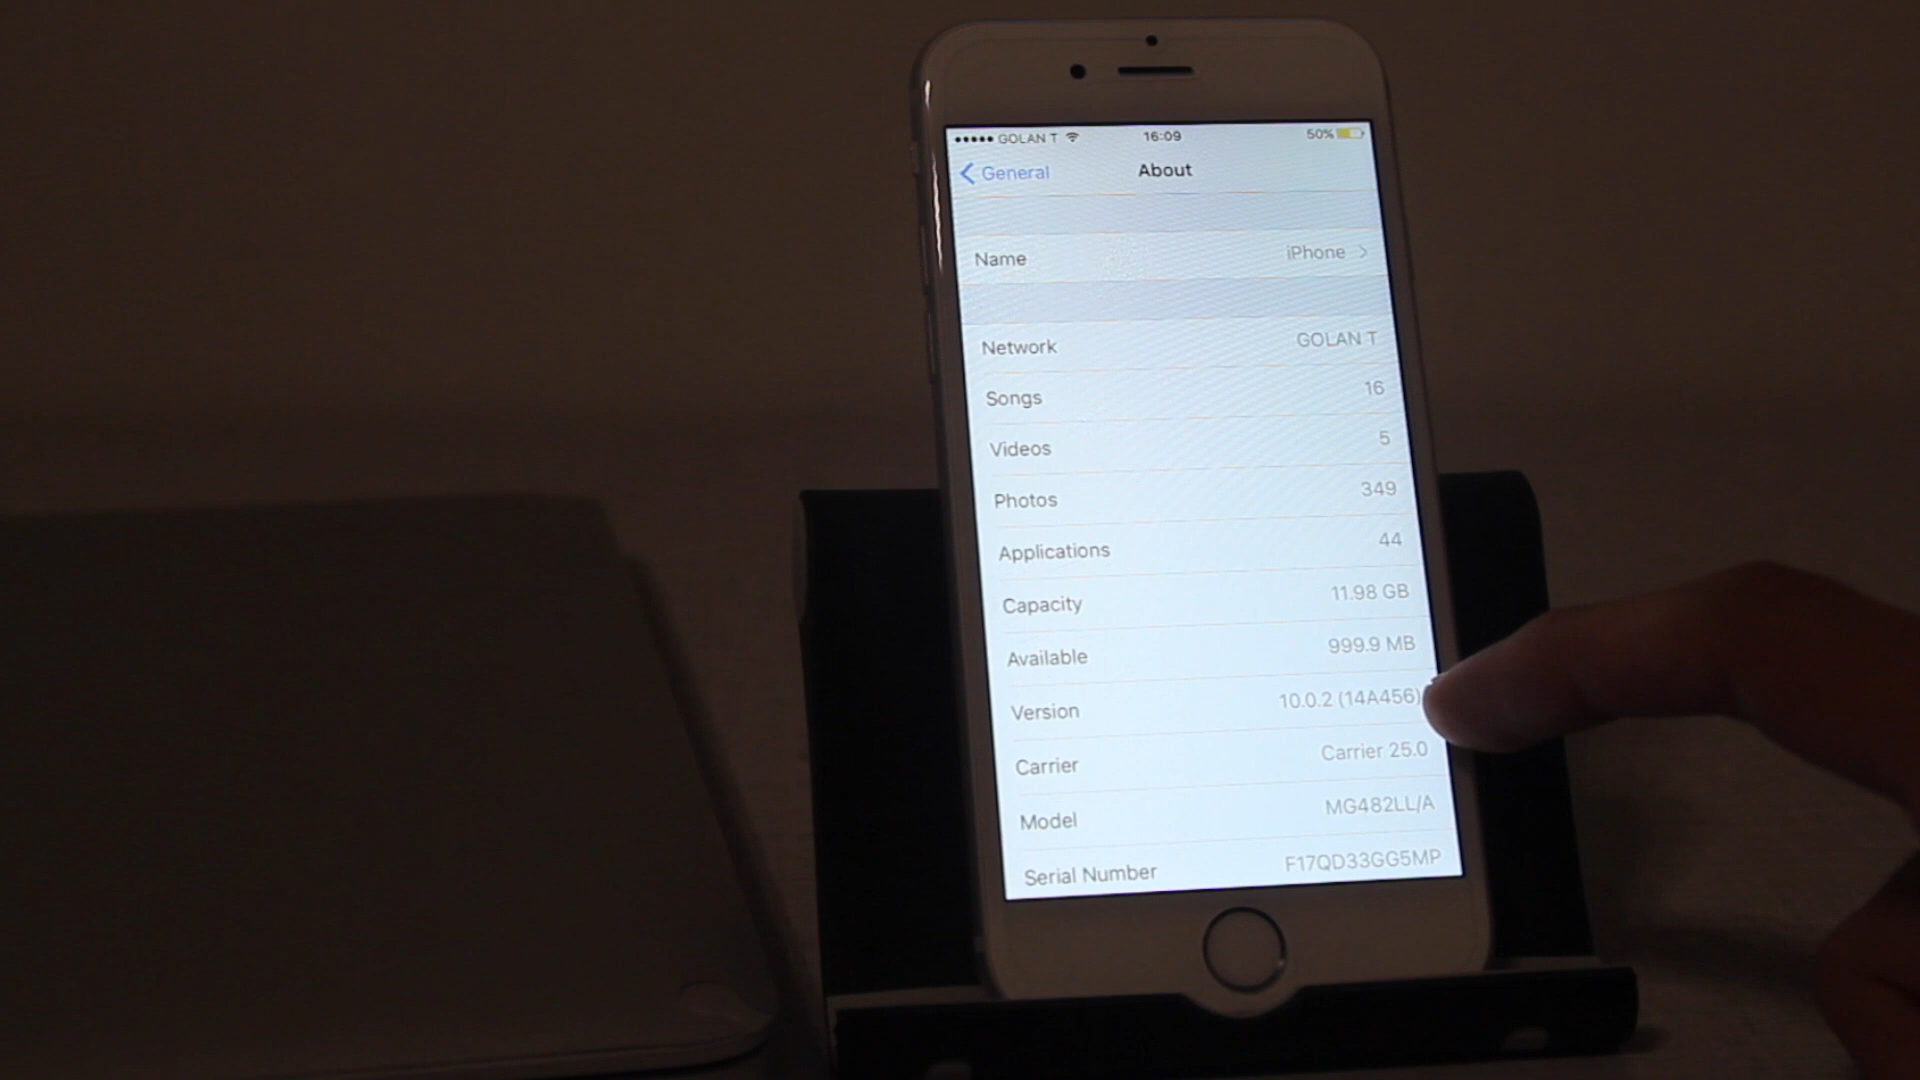 GOLAN T 16:09 50%
General About
Name iPhone
Network GOLAN T
Songs 16
Videos 5
Photos 349
Applications 44
Capacity 11.98 GB
Available 999.9 MB
Version 10.0.2 (14A456)
Carrier Carrier 25.0
Model MG482LL/A
Serial Number F17QD33GG5MP